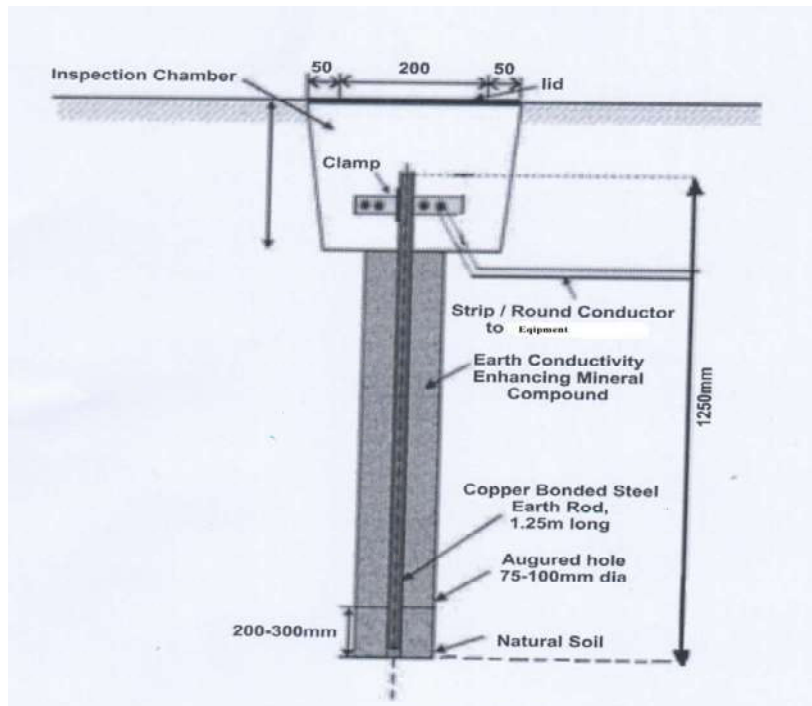 50 200 50
Inspection Chamber
lid
Clamp
Strip / Round Conductor
to Eqipment
Earth Conductivity
Enhancing Mineral
Compound
1250mm
Copper Bonded Steel
Earth Rod,
1.25m long
Augured hole
75-100mm dia
200-300mm
Natural Soil